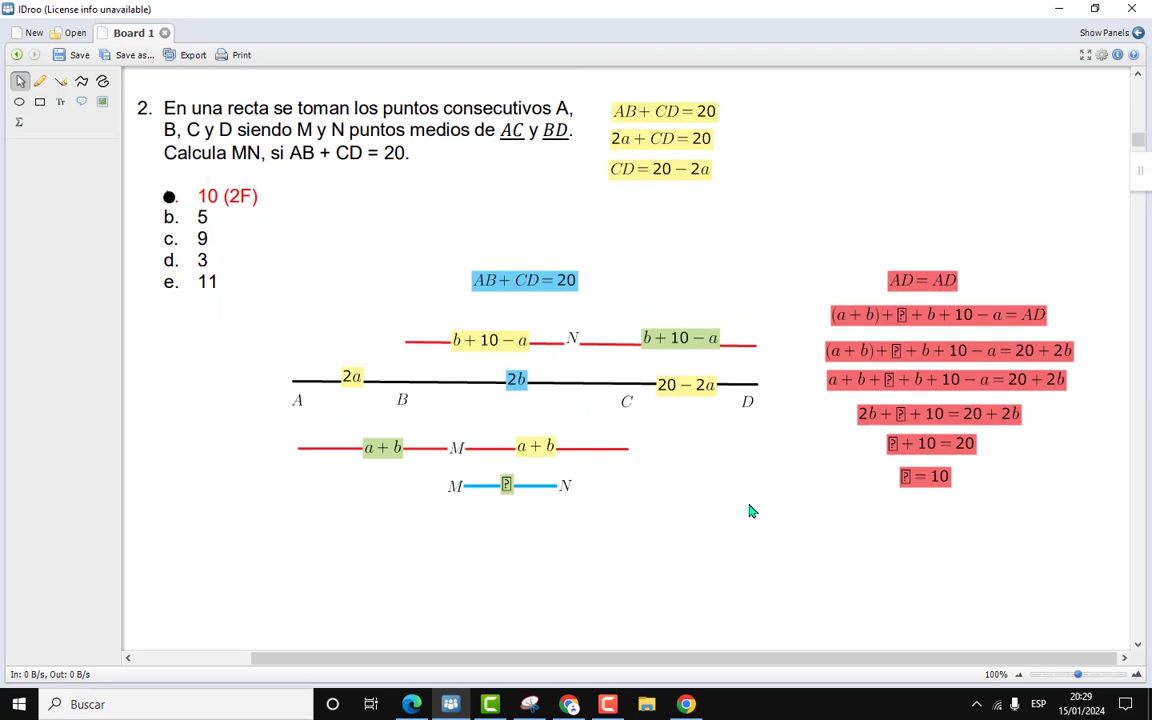 IDroo (License info unavailable)
New Open Board 1 Show Panels
Save Save as... Export Print
2. En una recta se toman los puntos consecutivos A,
B, C y D siendo M y N puntos medios de AC y BD.
Calcula MN, si AB + CD = 20.
AB + CD = 20
2a + CD = 20
CD = 20 − 2a
10 (2F)
b. 5
c. 9
d. 3
e. 11
AB + CD = 20
b + 10 − a N b + 10 − a
2a 2b 20 − 2a
A B C D
a + b M a + b
M ? N
AD = AD
(a + b) + ? + b + 10 − a = AD
(a + b) + ? + b + 10 − a = 20 + 2b
a + b + ? + b + 10 − a = 20 + 2b
2b + ? + 10 = 20 + 2b
? + 10 = 20
? = 10
In: 0 B/s, Out: 0 B/s 100%
Buscar ESP 20:29
15/01/2024